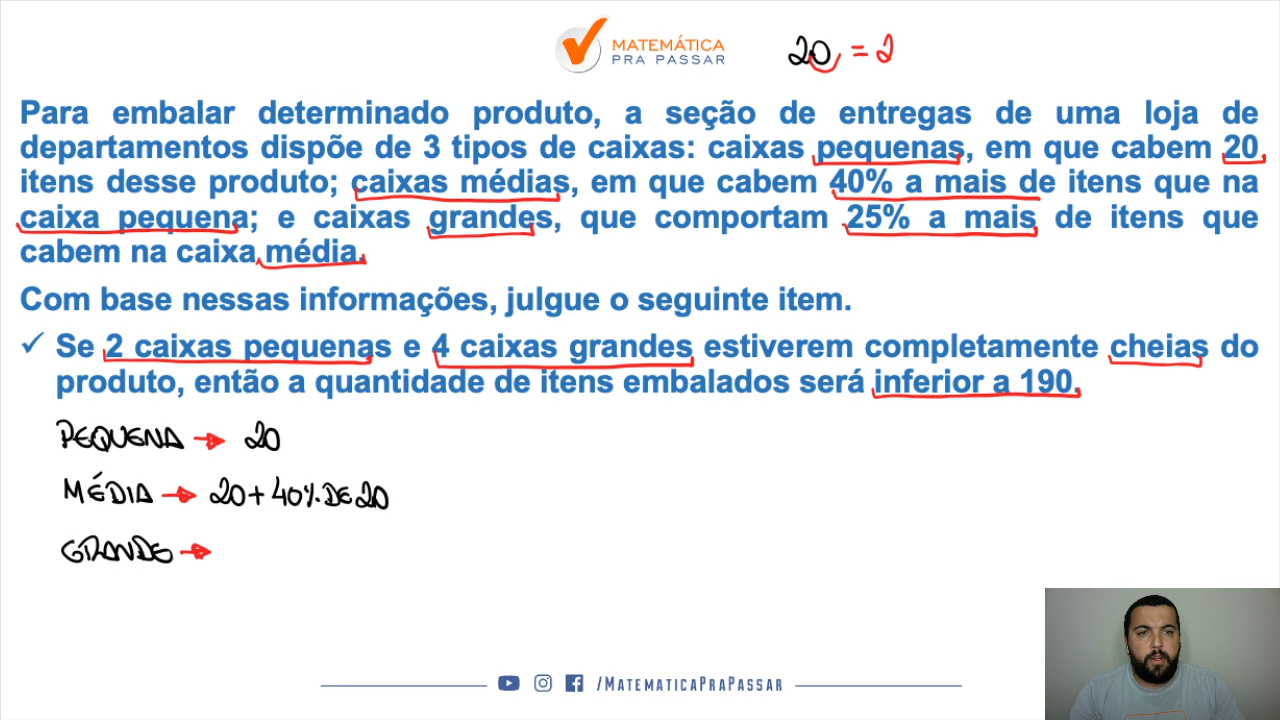 MATEMÁTICA
PRA PASSAR
20 = 2
Para embalar determinado produto, a seção de entregas de uma loja de
departamentos dispõe de 3 tipos de caixas: caixas pequenas, em que cabem 20
itens desse produto; caixas médias, em que cabem 40% a mais de itens que na
caixa pequena; e caixas grandes, que comportam 25% a mais de itens que
cabem na caixa média.
Com base nessas informações, julgue o seguinte item.
✓ Se 2 caixas pequenas e 4 caixas grandes estiverem completamente cheias do
produto, então a quantidade de itens embalados será inferior a 190.
PEQUENA → 20
MÉDIA → 20 + 40% DE 20
GRANDE →
/MATEMATICAPRAPASSAR